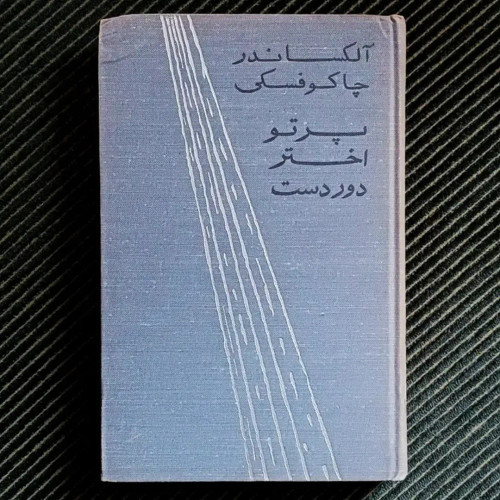 آلکساندر
چاکوفسکی
پرتو
اختر
دوردست